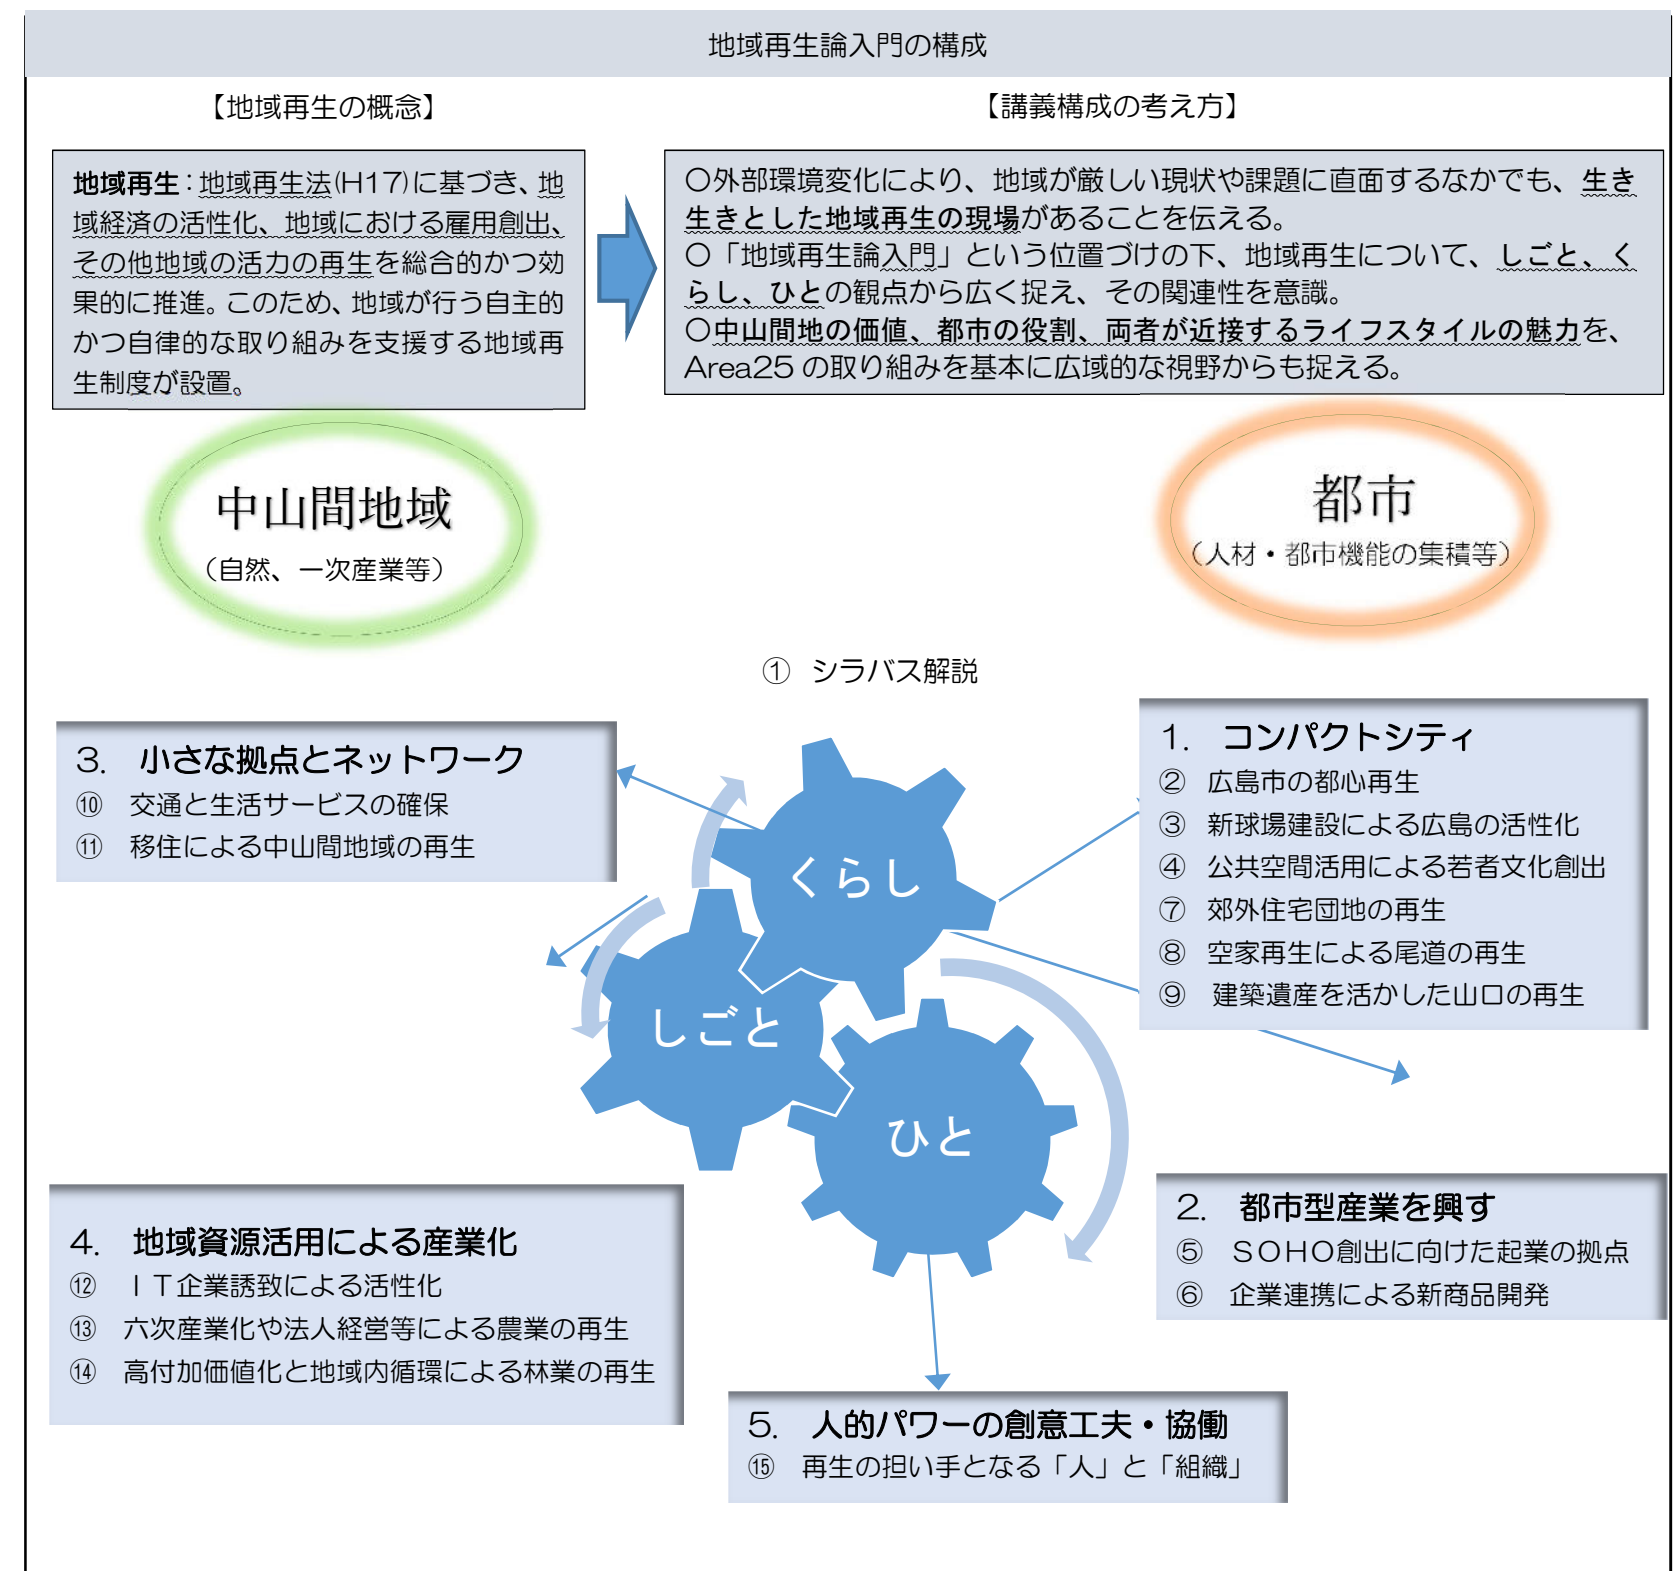 地域再生論入門の構成
【地域再生の概念】
【講義構成の考え方】
地域再生：地域再生法(H17)に基づき、地
域経済の活性化、地域における雇用創出、
その他地域の活力の再生を総合的かつ効
果的に推進。このため、地域が行う自主的
かつ自律的な取り組みを支援する地域再
生制度が設置。
〇外部環境変化により、地域が厳しい現状や課題に直面するなかでも、生き
生きとした地域再生の現場があることを伝える。
〇「地域再生論入門」という位置づけの下、地域再生について、しごと、く
らし、ひとの観点から広く捉え、その関連性を意識。
〇中山間地の価値、都市の役割、両者が近接するライフスタイルの魅力を、
Area25 の取り組みを基本に広域的な視野からも捉える。
中山間地域
（自然、一次産業等）
都市
（人材・都市機能の集積等）
① シラバス解説
3. 小さな拠点とネットワーク
⑩ 交通と生活サービスの確保
⑪ 移住による中山間地域の再生
1. コンパクトシティ
② 広島市の都心再生
③ 新球場建設による広島の活性化
④ 公共空間活用による若者文化創出
⑦ 郊外住宅団地の再生
⑧ 空家再生による尾道の再生
⑨ 建築遺産を活かした山口の再生
くらし
しごと
ひと
4. 地域資源活用による産業化
⑫ ＩＴ企業誘致による活性化
⑬ 六次産業化や法人経営等による農業の再生
⑭ 高付加価値化と地域内循環による林業の再生
2. 都市型産業を興す
⑤ ＳＯＨＯ創出に向けた起業の拠点
⑥ 企業連携による新商品開発
5. 人的パワーの創意工夫・協働
⑮ 再生の担い手となる「人」と「組織」